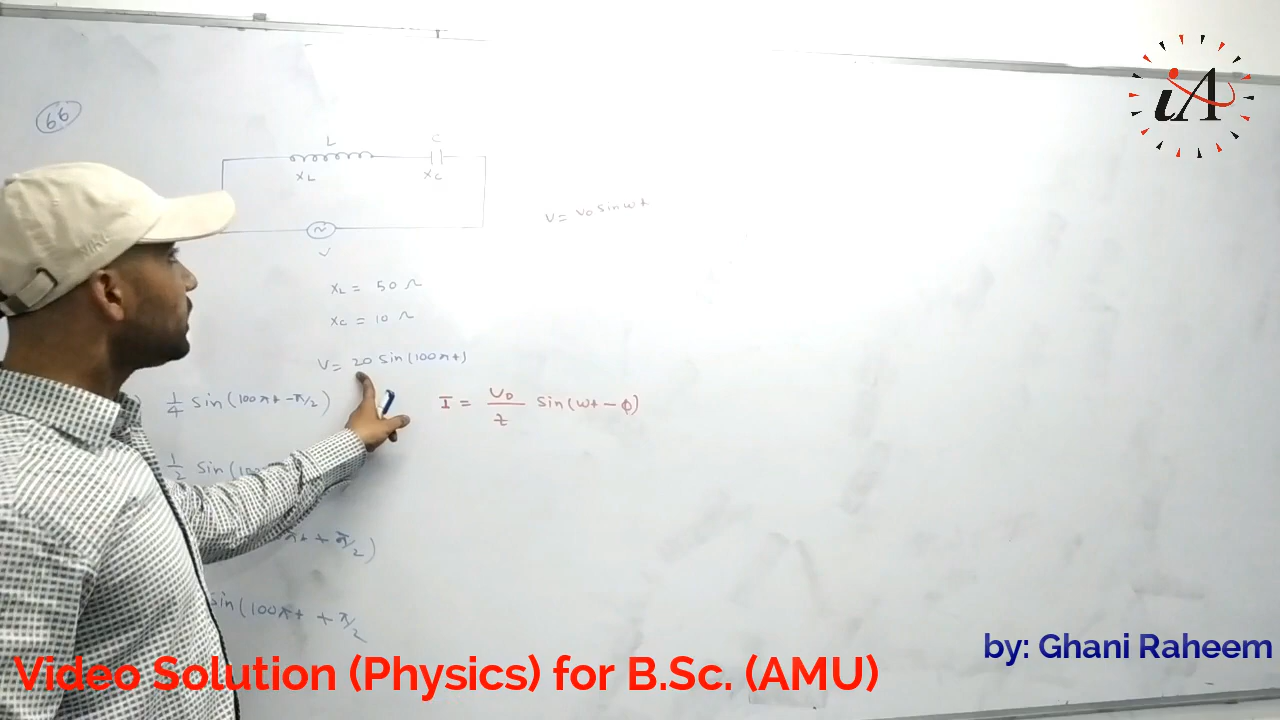 iA
66
L
C
XL
XC
V
V = V0 sin ωt
XL = 50 Ω
XC = 10 Ω
V = 20 sin(100πt)
1/4 sin(100πt - π/2)
I = V0/z sin(ωt - φ)
1/2 sin(100
πt + π/2)
sin(100πt + π/2
by: Ghani Raheem
Video Solution (Physics) for B.Sc. (AMU)